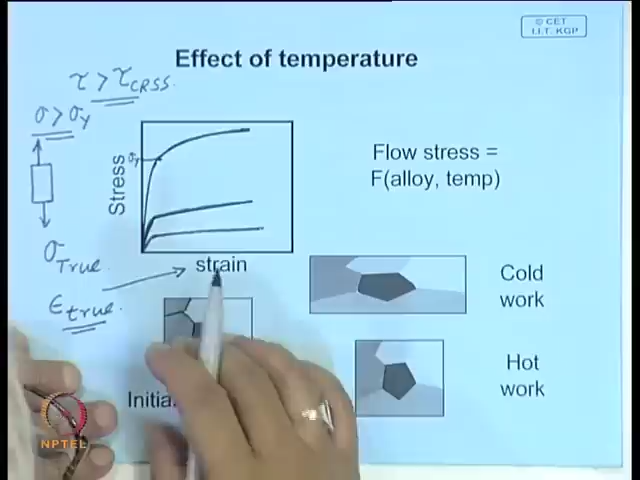 © CET
I.I.T. KGP
Effect of temperature
τ > τCRSS
σ > σy
σy
Stress
strain
Flow stress =
F(alloy, temp)
σTrue
εtrue
Cold
work
Hot
work
Initia
NPTEL